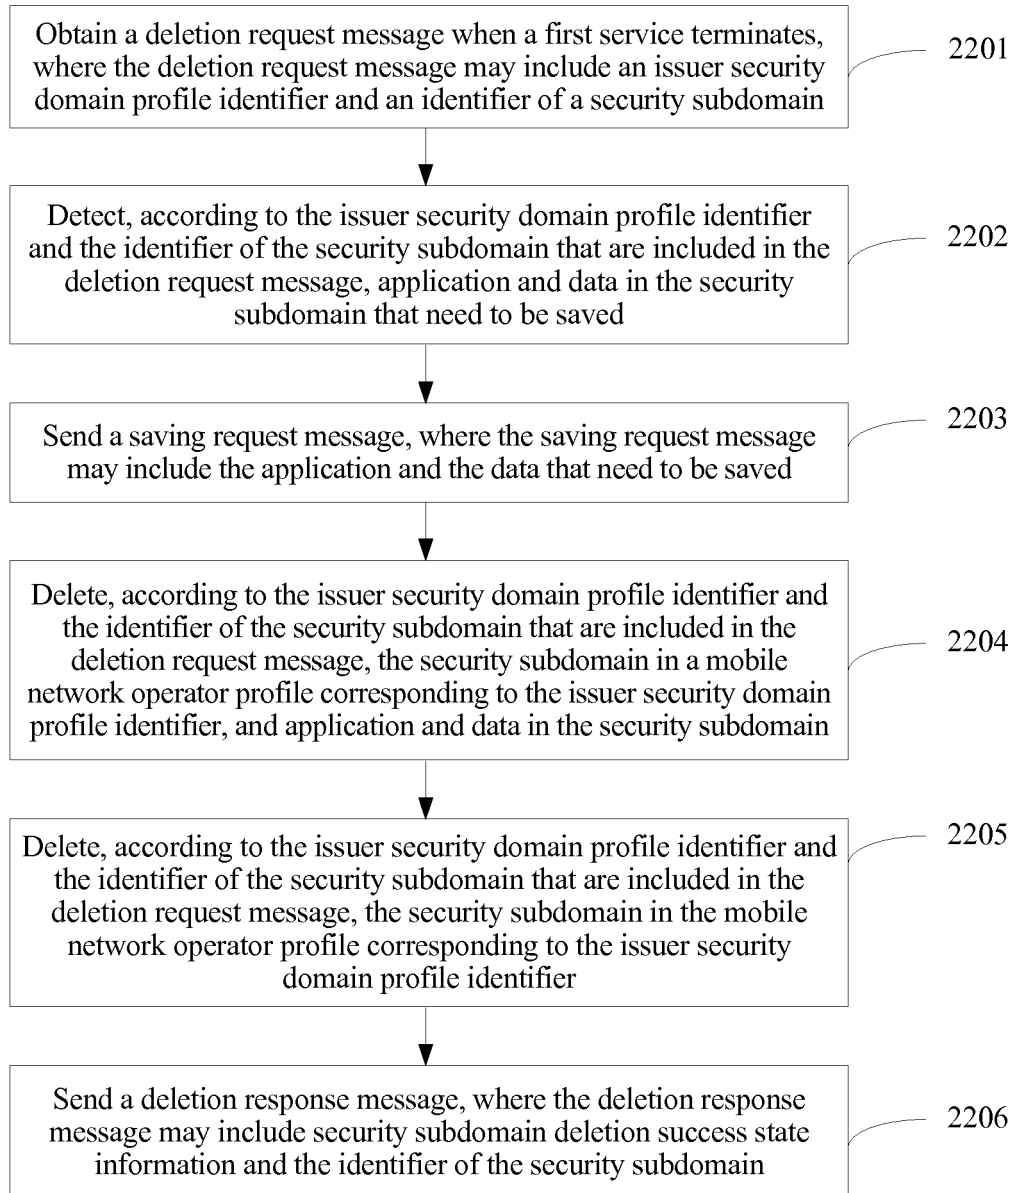 Obtain a deletion request message when a first service terminates,
where the deletion request message may include an issuer security
domain profile identifier and an identifier of a security subdomain
2201
Detect, according to the issuer security domain profile identifier
and the identifier of the security subdomain that are included in the
deletion request message, application and data in the security
subdomain that need to be saved
2202
Send a saving request message, where the saving request message
may include the application and the data that need to be saved
2203
Delete, according to the issuer security domain profile identifier and
the identifier of the security subdomain that are included in the
deletion request message, the security subdomain in a mobile
network operator profile corresponding to the issuer security domain
profile identifier, and application and data in the security subdomain
2204
Delete, according to the issuer security domain profile identifier and
the identifier of the security subdomain that are included in the
deletion request message, the security subdomain in the mobile
network operator profile corresponding to the issuer security
domain profile identifier
2205
Send a deletion response message, where the deletion response
message may include security subdomain deletion success state
information and the identifier of the security subdomain
2206